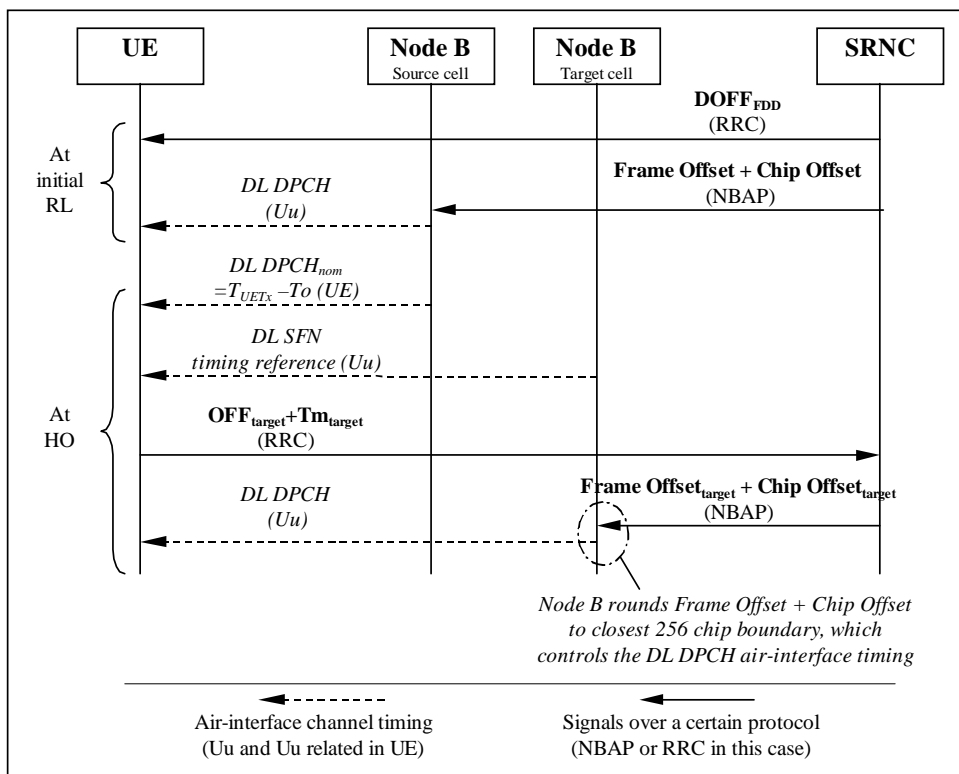 UE
Node B
Source cell
Node B
Target cell
SRNC
DOFF_FDD
(RRC)
At
initial
RL
Frame Offset + Chip Offset
(NBAP)
DL DPCH
(Uu)
DL DPCH_nom
=T_UETx –To (UE)
DL SFN
timing reference (Uu)
At
HO
OFF_target+Tm_target
(RRC)
Frame Offset_target + Chip Offset_target
(NBAP)
DL DPCH
(Uu)
Node B rounds Frame Offset + Chip Offset
to closest 256 chip boundary, which
controls the DL DPCH air-interface timing
Air-interface channel timing
(Uu and Uu related in UE)
Signals over a certain protocol
(NBAP or RRC in this case)